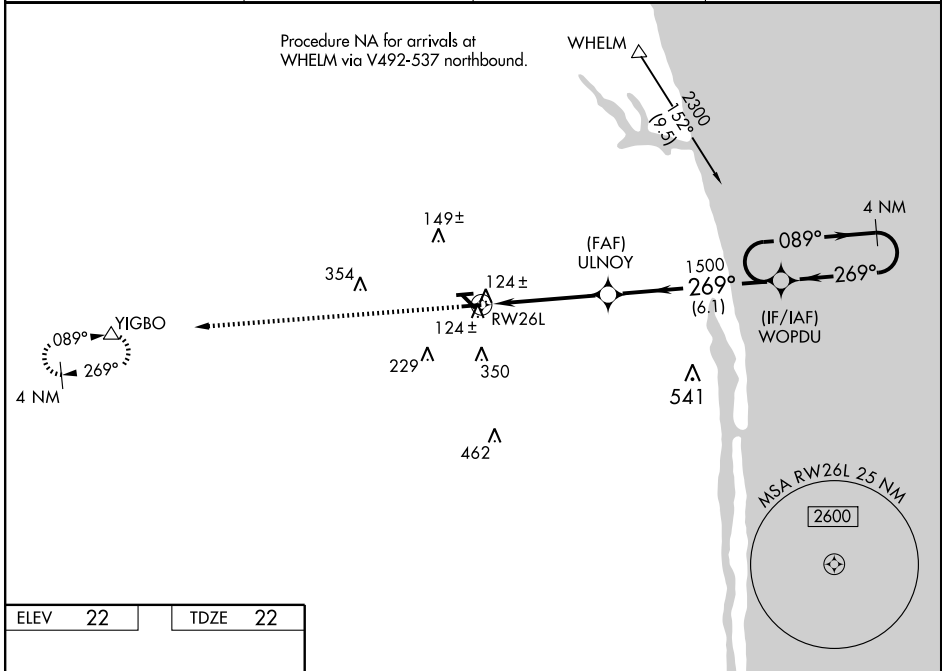 Procedure NA for arrivals at
WHELM via V492-537 northbound.
WHELM
2300
152°
(9.5)
4 NM
089°
269°
(IF/IAF)
WOPDU
149±
(FAF)
ULNOY
1500
269°
(6.1)
354
124±
RW26L
124±
YIGBO
089°
269°
4 NM
229
350
541
462
MSA RW26L 25 NM
2600
ELEV 22
TDZE 22